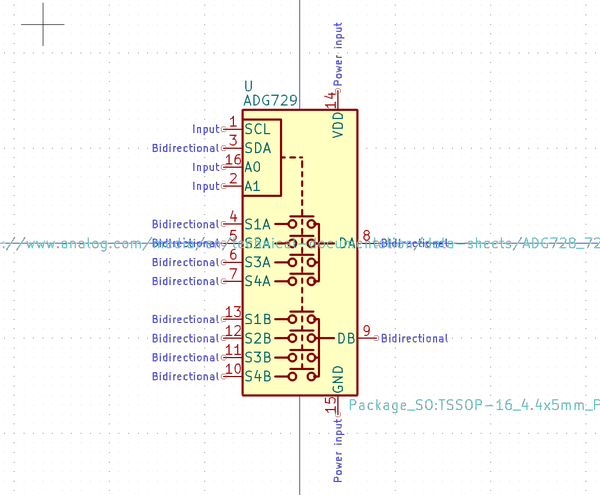 Power input
U
ADG729
14
VDD
Input 1 SCL
Bidirectional 3 SDA
Input 16 A0
Input 2 A1
Bidirectional 4 S1A
Bidirectional 5 S2A
DA 8 Bidirectional
://www.analog.com/
-sheets/ADG728_72
Bidirectional 6 S3A
Bidirectional 7 S4A
Bidirectional 13 S1B
Bidirectional 12 S2B
DB 9 Bidirectional
Bidirectional 11 S3B
Bidirectional 10 S4B
GND
15
Package_SO:TSSOP-16_4.4x5mm_P
Power input